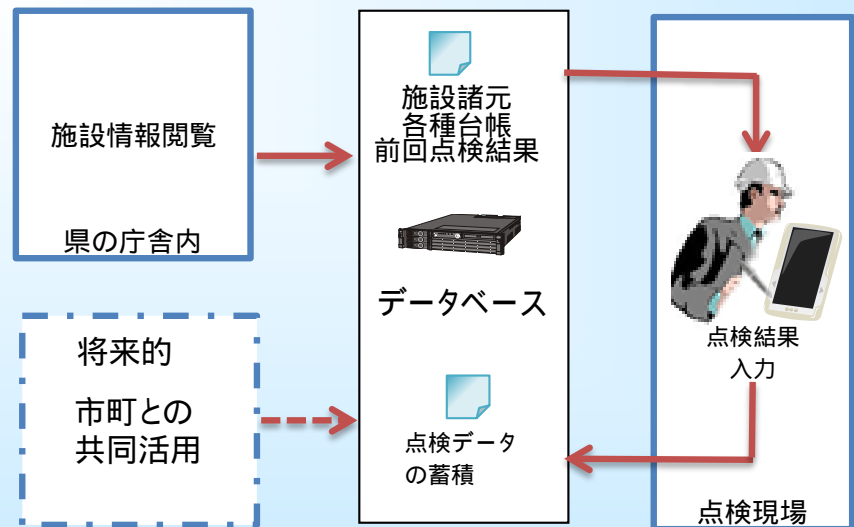 施設情報閲覧
県の庁舎内
将来的
市町との
共同活用
施設諸元
各種台帳
前回点検結果
データベース
点検データ
の蓄積
点検結果
入力
点検現場